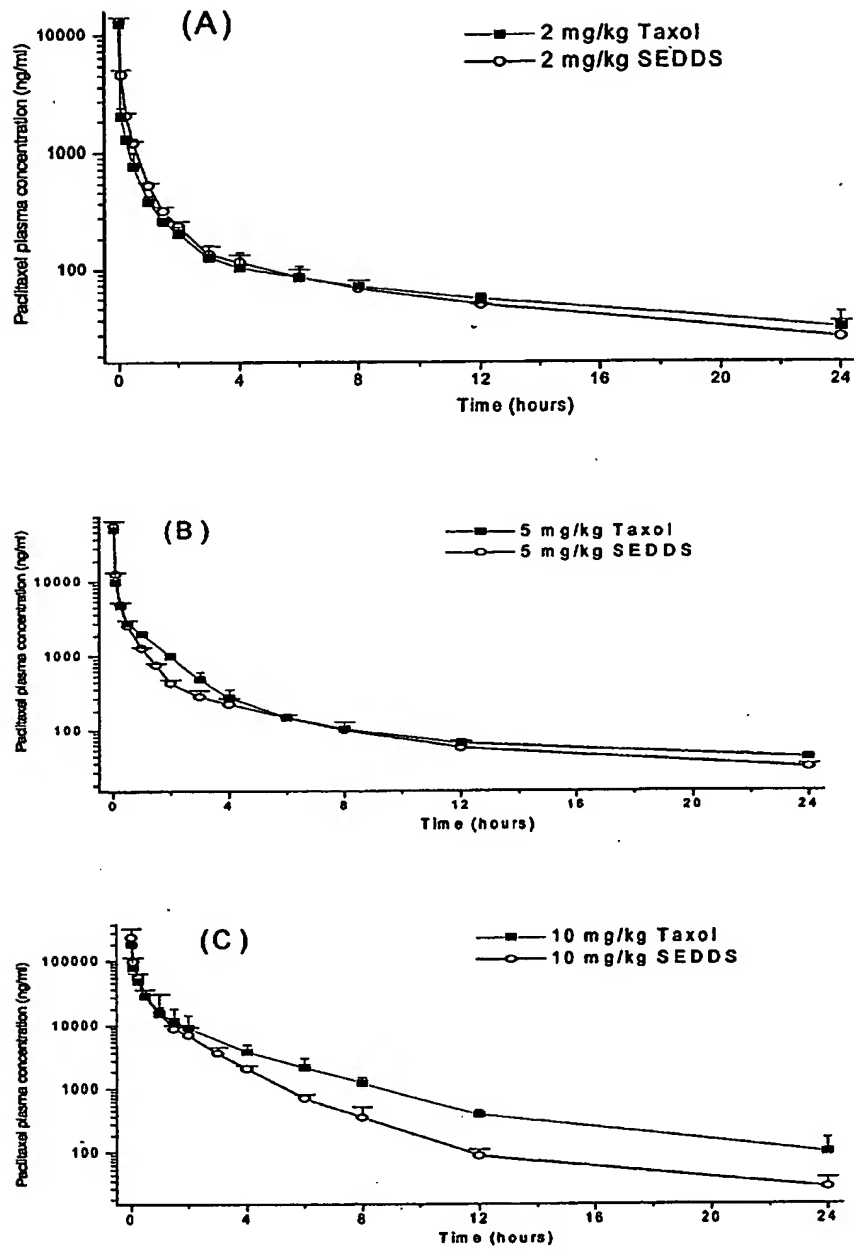 (A)
2 mg/kg Taxol
2 mg/kg SEDDS
Paclitaxel plasma concentration (ng/ml)
10000
1000
100
0 4 8 12 16 20 24
Time (hours)
(B)
5 mg/kg Taxol
5 mg/kg SEDDS
Paclitaxel plasma concentration (ng/ml)
10000
1000
100
0 4 8 12 16 20 24
Time (hours)
(C)
10 mg/kg Taxol
10 mg/kg SEDDS
Paclitaxel plasma concentration (ng/ml)
100000
10000
1000
100
0 4 8 12 16 20 24
Time (hours)